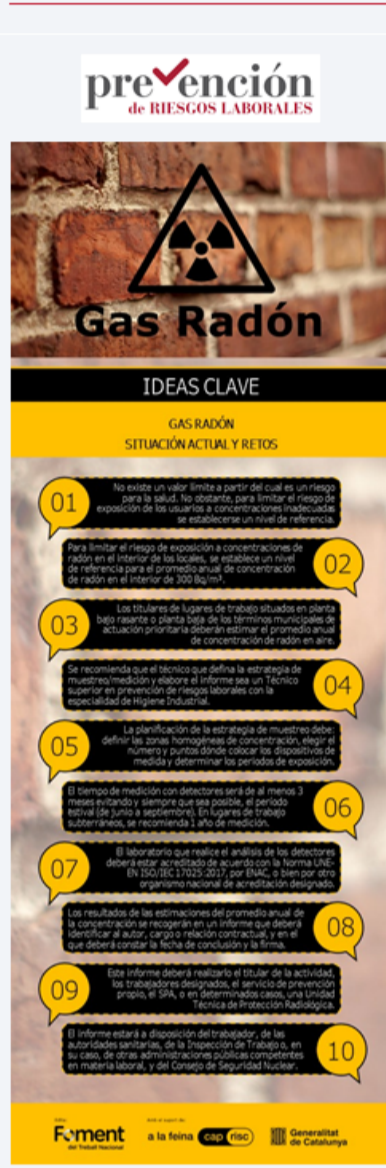 prevención
de RIESGOS LABORALES
Gas Radón
IDEAS CLAVE
GAS RADÓN
SITUACIÓN ACTUAL Y RETOS
01
No existe un valor límite a partir del cual es un riesgo
para la salud. No obstante, para limitar el riesgo de
exposición de los usuarios a concentraciones inadecuadas
se establecerse un nivel de referencia.
Para limitar el riesgo de exposición a concentraciones de
radón en el interior de los locales, se establece un nivel
de referencia para el promedio anual de concentración
de radón en el interior de 300 Bq/m³.
02
03
Los titulares de lugares de trabajo situados en planta
bajo rasante o planta baja de los términos municipales de
actuación prioritaria deberán estimar el promedio anual
de concentración de radón en aire.
Se recomienda que el técnico que defina la estrategia de
muestreo/medición y elabore el informe sea un Técnico
superior en prevención de riesgos laborales con la
especialidad de Higiene Industrial.
04
05
La planificación de la estrategia de muestreo debe:
definir las zonas homogéneas de concentración, elegir el
número y puntos dónde colocar los dispositivos de
medida y determinar los periodos de exposición.
El tiempo de medición con detectores será de al menos 3
meses evitando y siempre que sea posible, el período
estival (de junio a septiembre). En lugares de trabajo
subterráneos, se recomienda 1 año de medición.
06
07
El laboratorio que realice el análisis de los detectores
deberá estar acreditado de acuerdo con la Norma UNE-
EN ISO/IEC 17025:2017, por ENAC, o bien por otro
organismo nacional de acreditación designado.
Los resultados de las estimaciones del promedio anual de
la concentración se recogerán en un informe que deberá
identificar al autor, cargo o relación contractual, y en el
que deberá constar la fecha de conclusión y la firma.
08
09
Este informe deberá realizarlo el titular de la actividad,
los trabajadores designados, el servicio de prevención
propio, el SPA, o en determinados casos, una Unidad
Técnica de Protección Radiológica.
El informe estará a disposición del trabajador, de las
autoridades sanitarias, de la Inspección de Trabajo o, en
su caso, de otras administraciones públicas competentes
en materia laboral, y del Consejo de Seguridad Nuclear.
10
Foment
del Treball Nacional
a la feina cap risc
Generalitat
de Catalunya